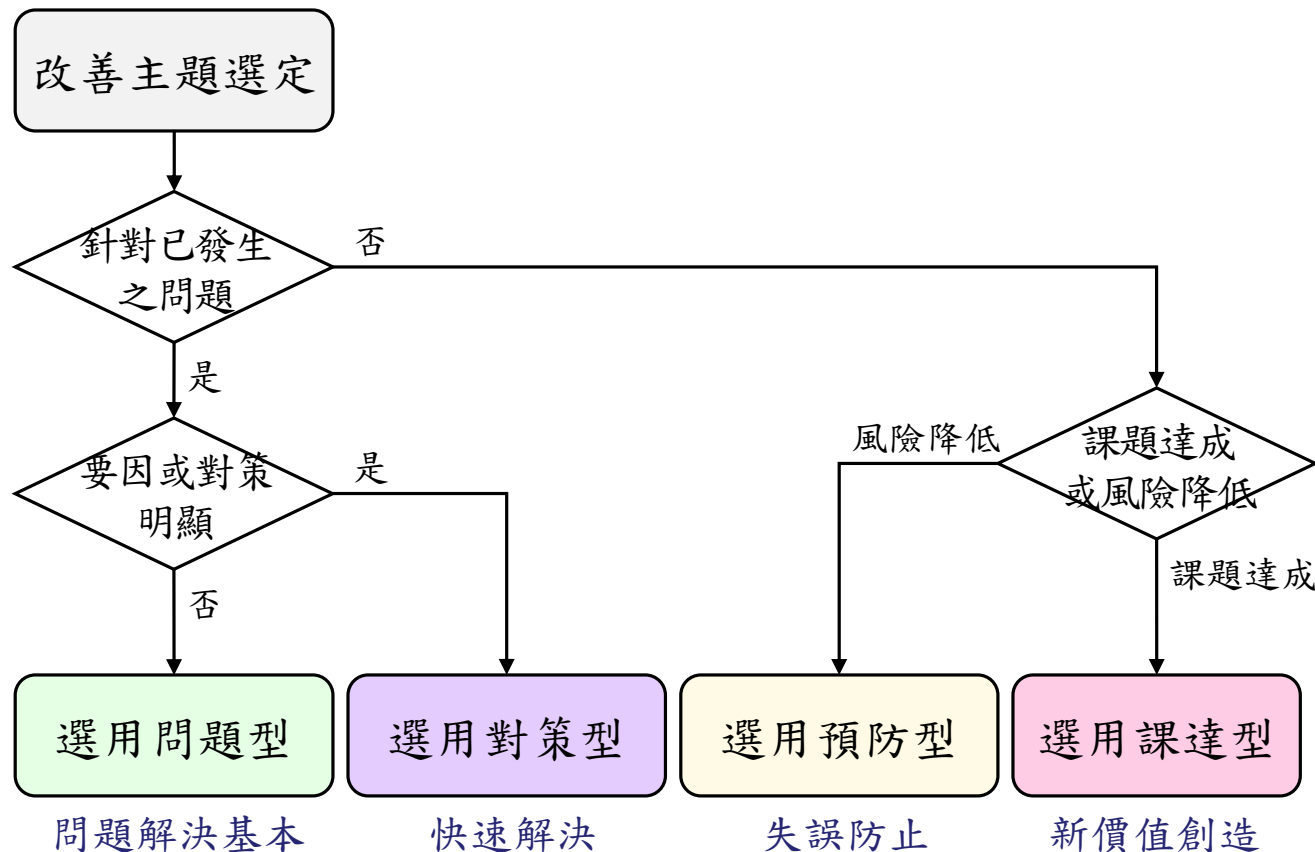 改善主題選定
針對已發生
之問題
否
是
要因或對策
明顯
是
否
風險降低
課題達成
或風險降低
課題達成
選用問題型
選用對策型
選用預防型
選用課達型
問題解決基本
快速解決
失誤防止
新價值創造